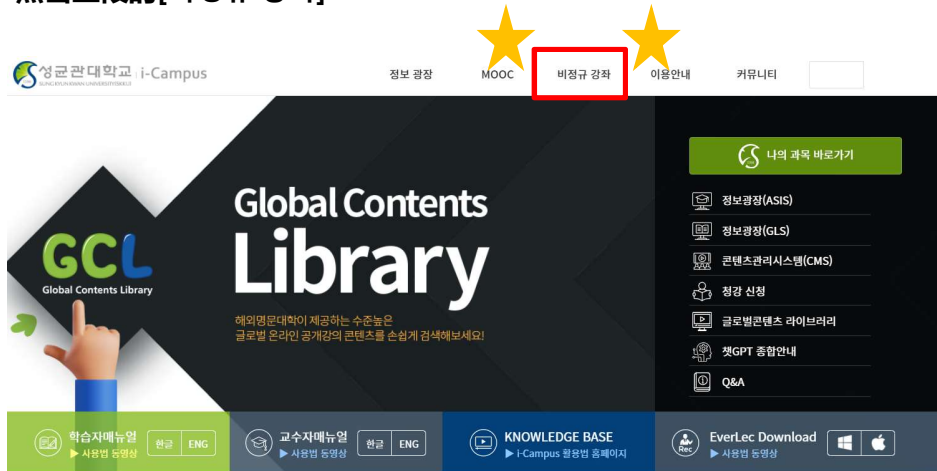 성균관대학교 i-Campus
SUNGKYUNKWAN UNIVERSITY(SKKU)
정보 광장
MOOC
비정규 강좌
이용안내
커뮤니티
GCL
Global Contents Library
Global Contents
Library
해외명문대학이 제공하는 수준높은
글로벌 온라인 공개강의 콘텐츠를 손쉽게 검색해보세요!
나의 과목 바로가기
정보광장(ASIS)
정보광장(GLS)
콘텐츠관리시스템(CMS)
청강 신청
글로벌콘텐츠 라이브러리
챗GPT 종합안내
Q&A
학습자매뉴얼
▶ 사용법 동영상
한글
ENG
교수자매뉴얼
▶ 사용법 동영상
한글
ENG
KNOWLEDGE BASE
▶ i-Campus 활용법 홈페이지
Rec
EverLec Download
▶ 사용법 동영상